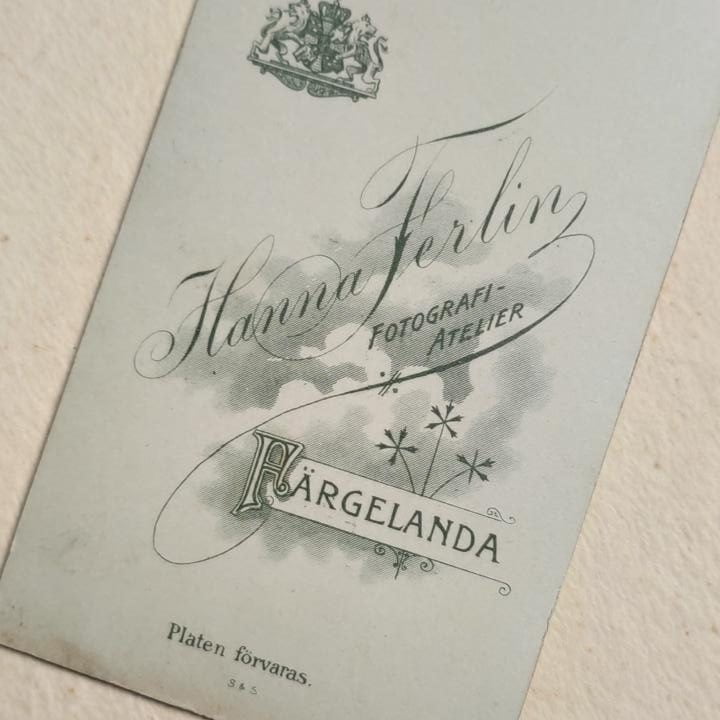 Hanna Ferlin
FOTOGRAFI-
ATELIER
FÄRGELANDA
Platen förvaras.
S & S